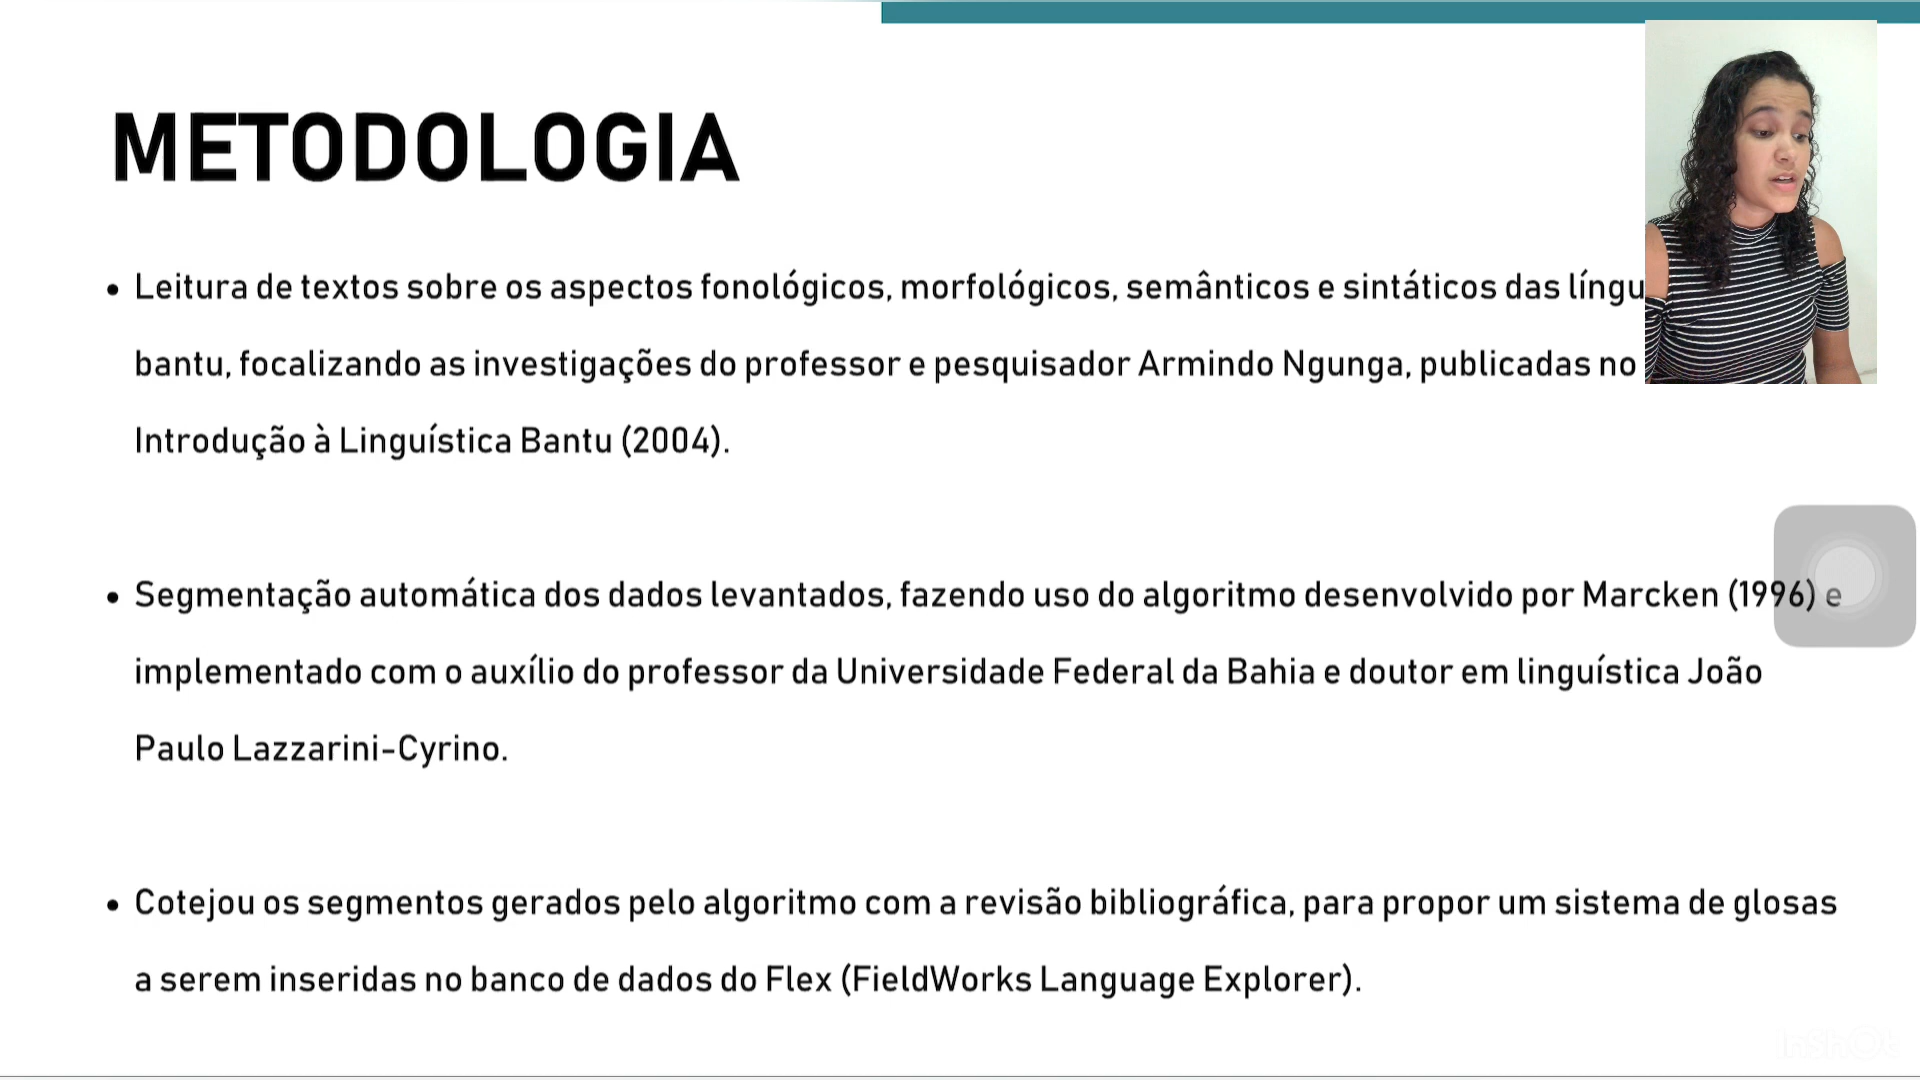 METODOLOGIA
• Leitura de textos sobre os aspectos fonológicos, morfológicos, semânticos e sintáticos das
bantu, focalizando as investigações do professor e pesquisador Armindo Ngunga, publicadas no
Introdução à Linguística Bantu (2004).
• Segmentação automática dos dados levantados, fazendo uso do algoritmo desenvolvido por Marcken (1996) e
implementado com o auxílio do professor da Universidade Federal da Bahia e doutor em linguística João
Paulo Lazzarini-Cyrino.
• Cotejou os segmentos gerados pelo algoritmo com a revisão bibliográfica, para propor um sistema de glosas
a serem inseridas no banco de dados do Flex (FieldWorks Language Explorer).
InShOt